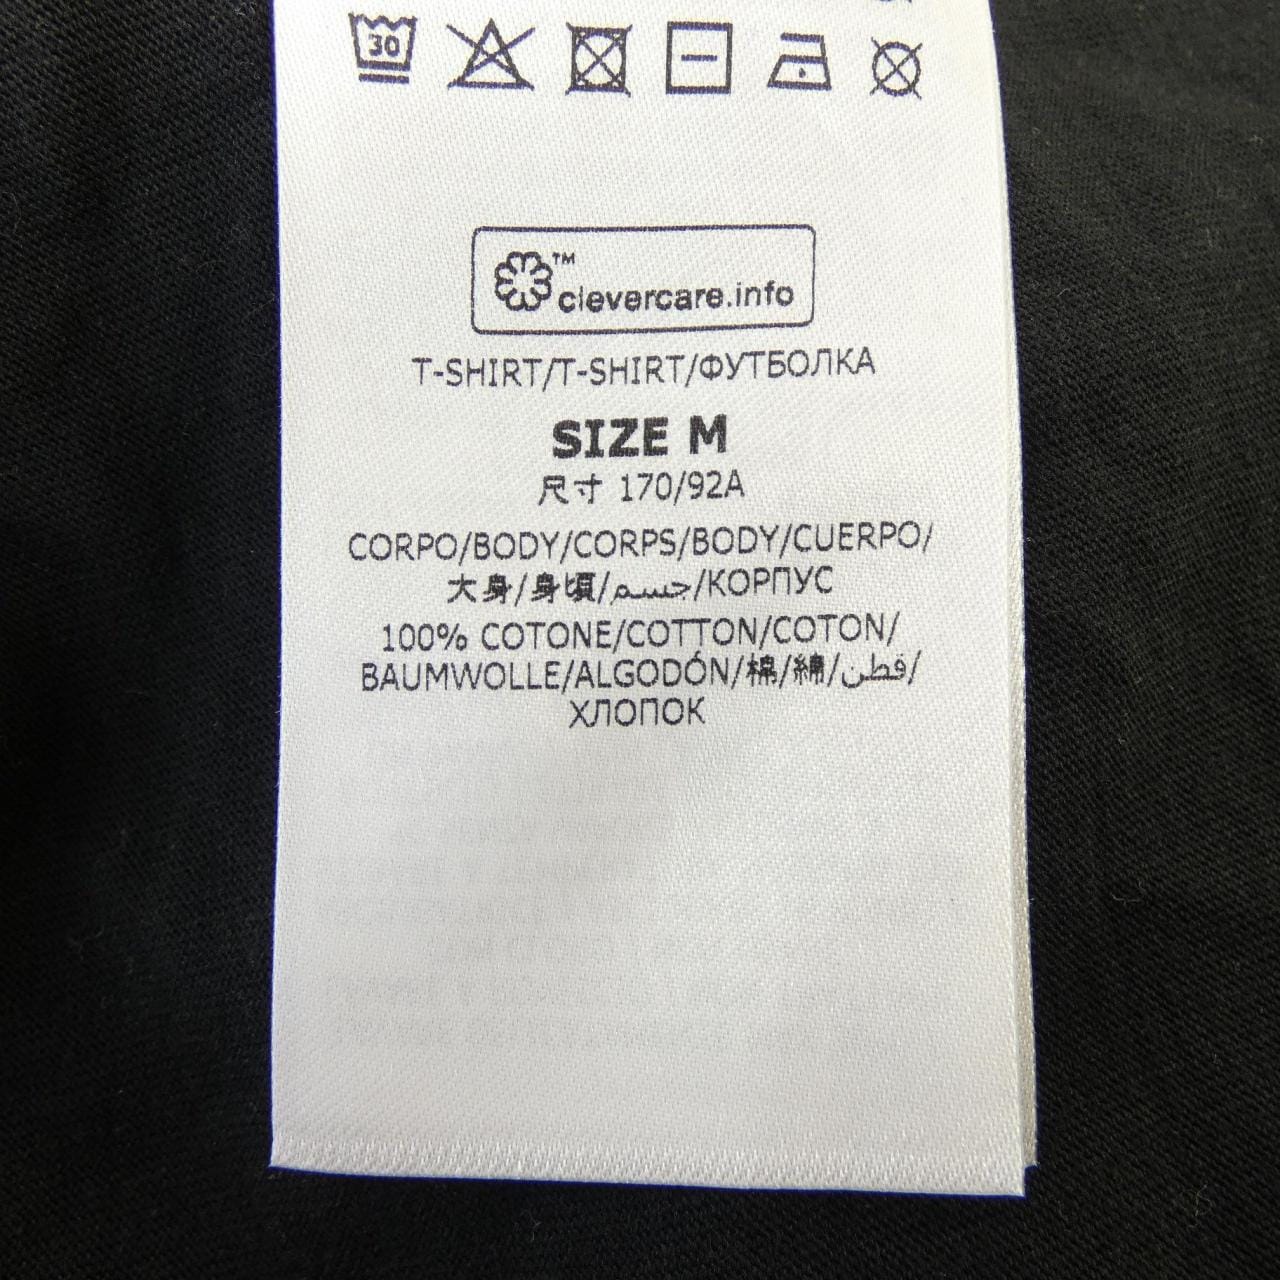 30
™
clevercare.info
T-SHIRT/T-SHIRT/ФУТБОЛКА
SIZE M
尺寸 170/92A
CORPO/BODY/CORPS/BODY/CUERPO/
大身/身頃/جسم/КОРПУС
100% COTONE/COTTON/COTON/
BAUMWOLLE/ALGODÓN/棉/綿/قطن/
ХЛОПОК